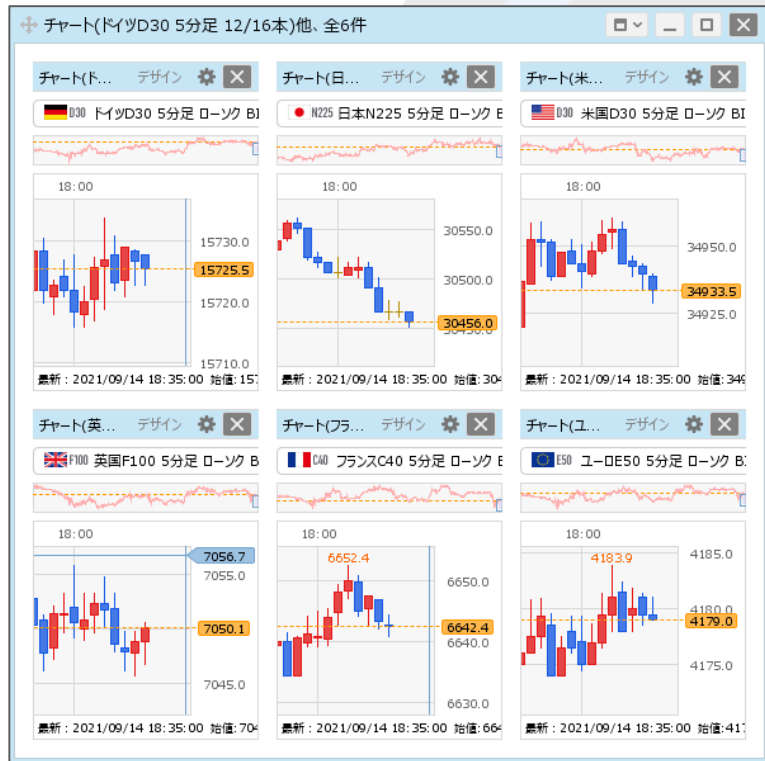 チャート(ドイツD30 5分足 12/16本)他、全6件
チャート(ド... デザイン
D30 ドイツD30 5分足 ローソク BI
18:00
15730.0
15725.5
15720.0
15710.0
最新：2021/09/14 18:35:00 始値:157
チャート(日... デザイン
N225 日本N225 5分足 ローソク B
18:00
30550.0
30500.0
30456.0
最新：2021/09/14 18:35:00 始値:304
チャート(米... デザイン
D30 米国D30 5分足 ローソク BI
18:00
34950.0
34933.5
34925.0
最新：2021/09/14 18:35:00 始値:349
チャート(英... デザイン
F100 英国F100 5分足 ローソク B
18:00
7056.7
7055.0
7050.1
7045.0
最新：2021/09/14 18:35:00 始値:704
チャート(フラ... デザイン
C40 フランスC40 5分足 ローソク B
18:00
6652.4
6650.0
6642.4
6640.0
6630.0
最新：2021/09/14 18:35:00 始値:664
チャート(ユ... デザイン
E50 ユーロE50 5分足 ローソク BI
18:00
4183.9
4185.0
4180.0
4179.0
4175.0
最新：2021/09/14 18:35:00 始値:417